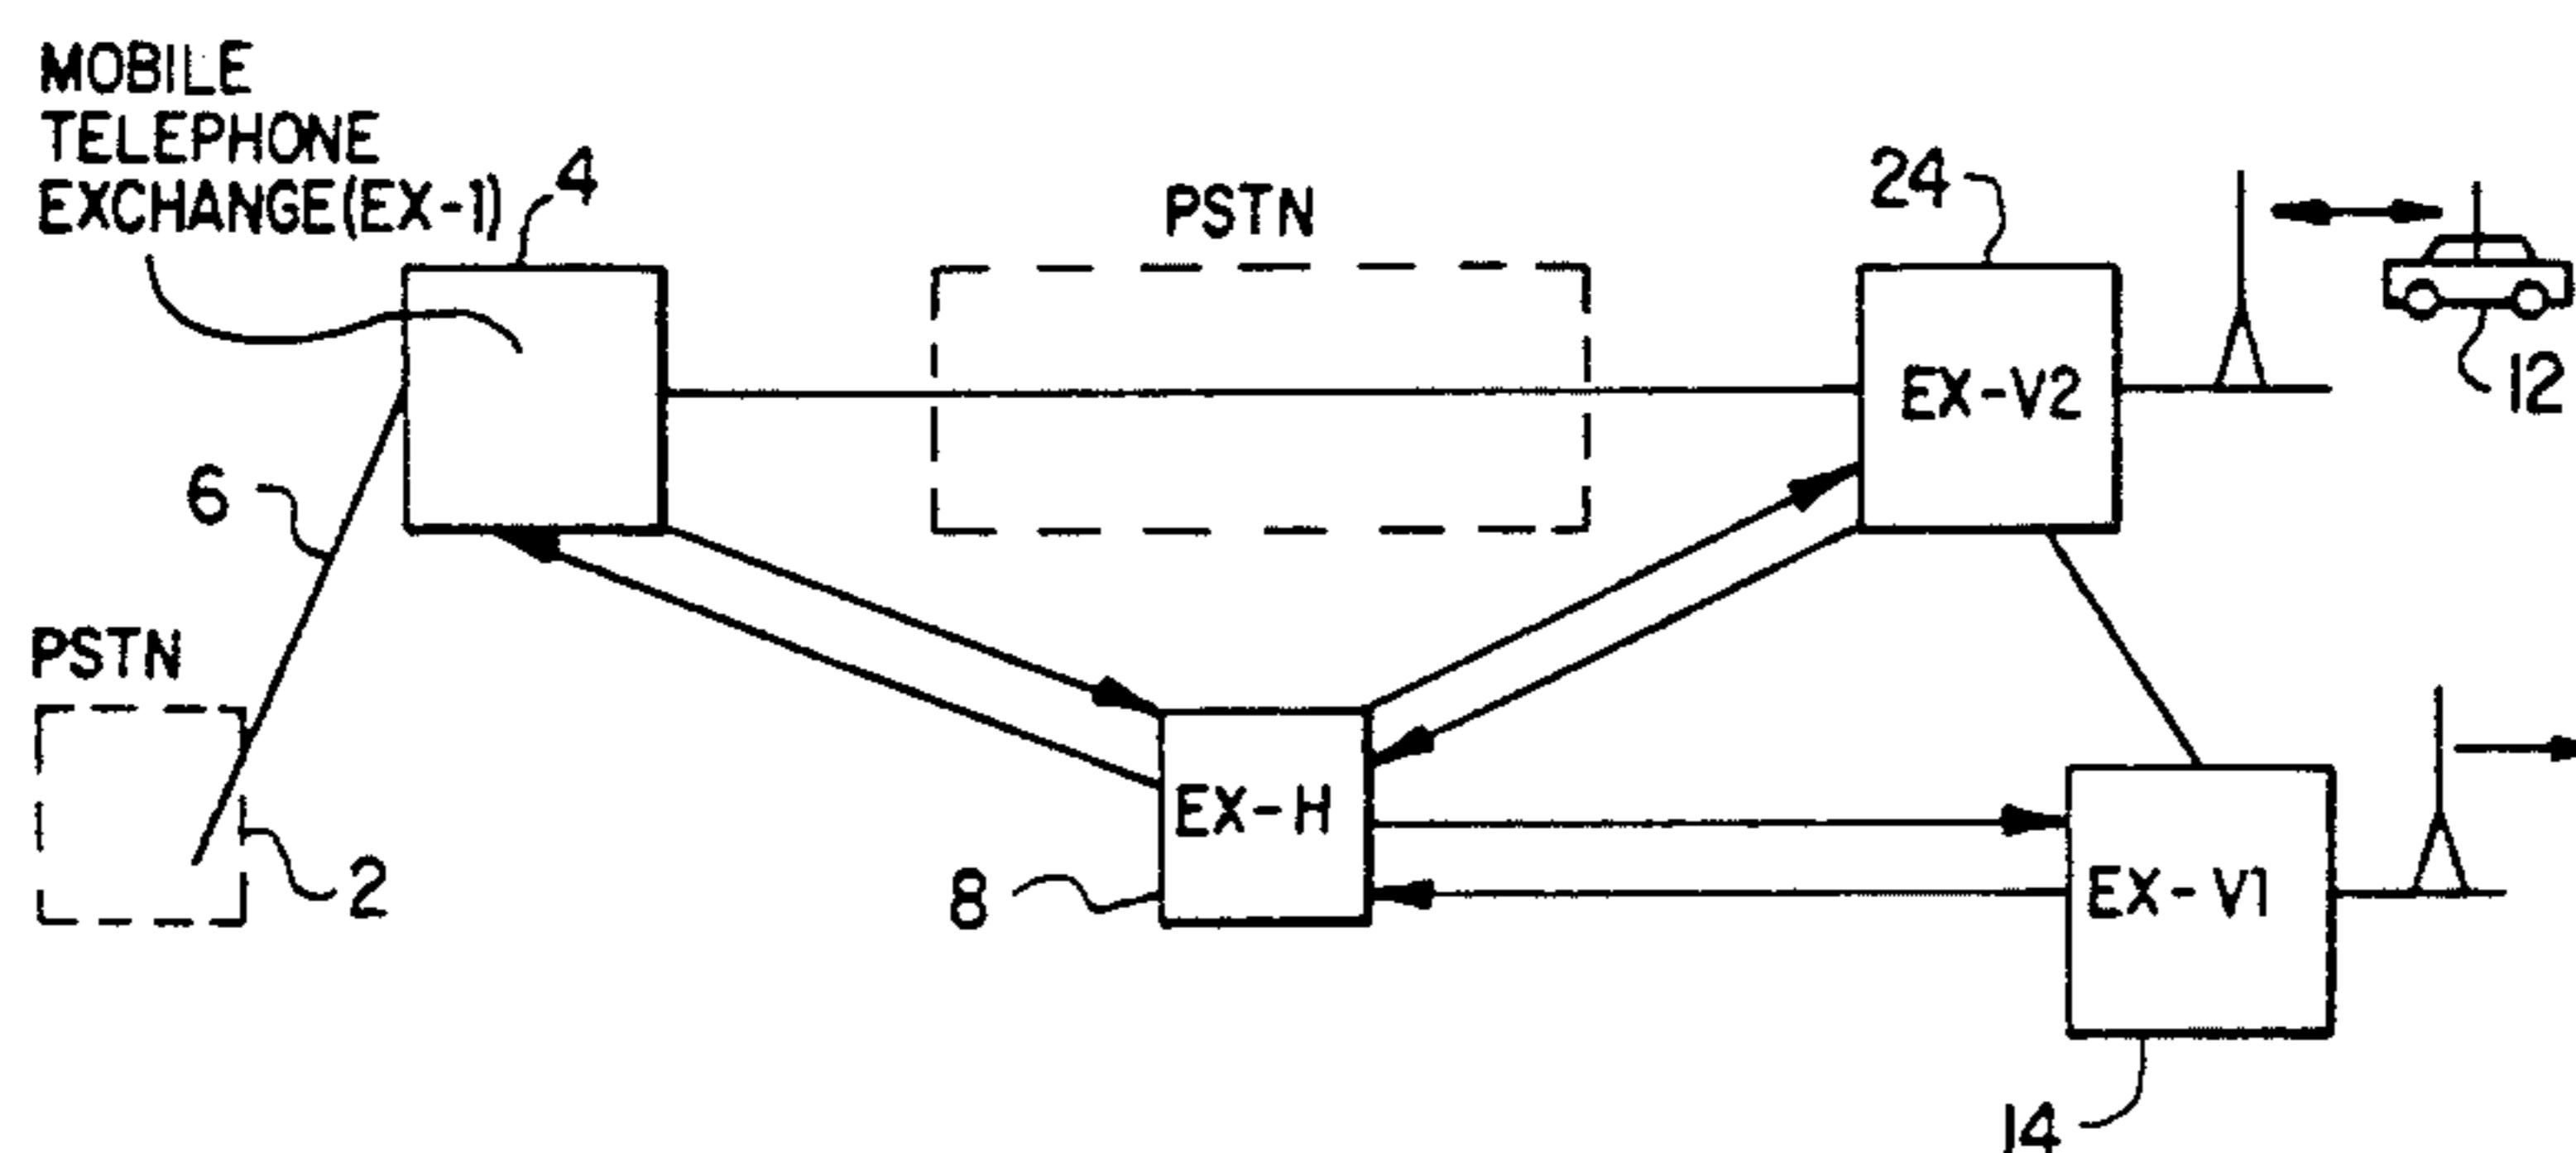 MOBILE
TELEPHONE
EXCHANGE(EX-1)
4
PSTN
24
EX-V2
12
6
PSTN
2
EX-H
8
EX-V1
14